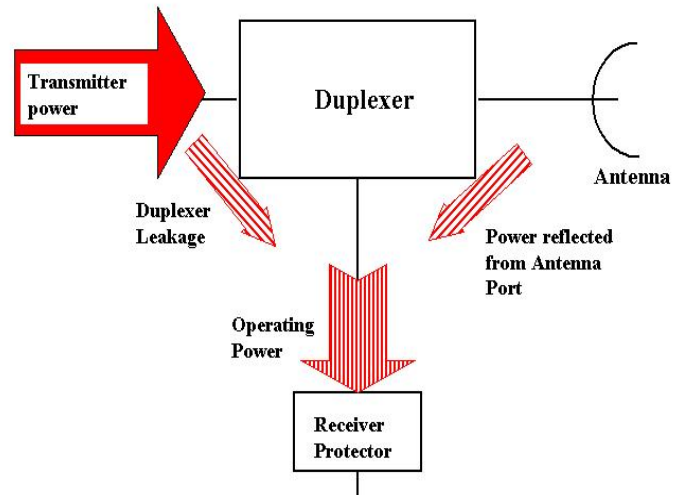 Transmitter
power
Duplexer
Antenna
Duplexer
Leakage
Power reflected
from Antenna
Port
Operating
Power
Receiver
Protector